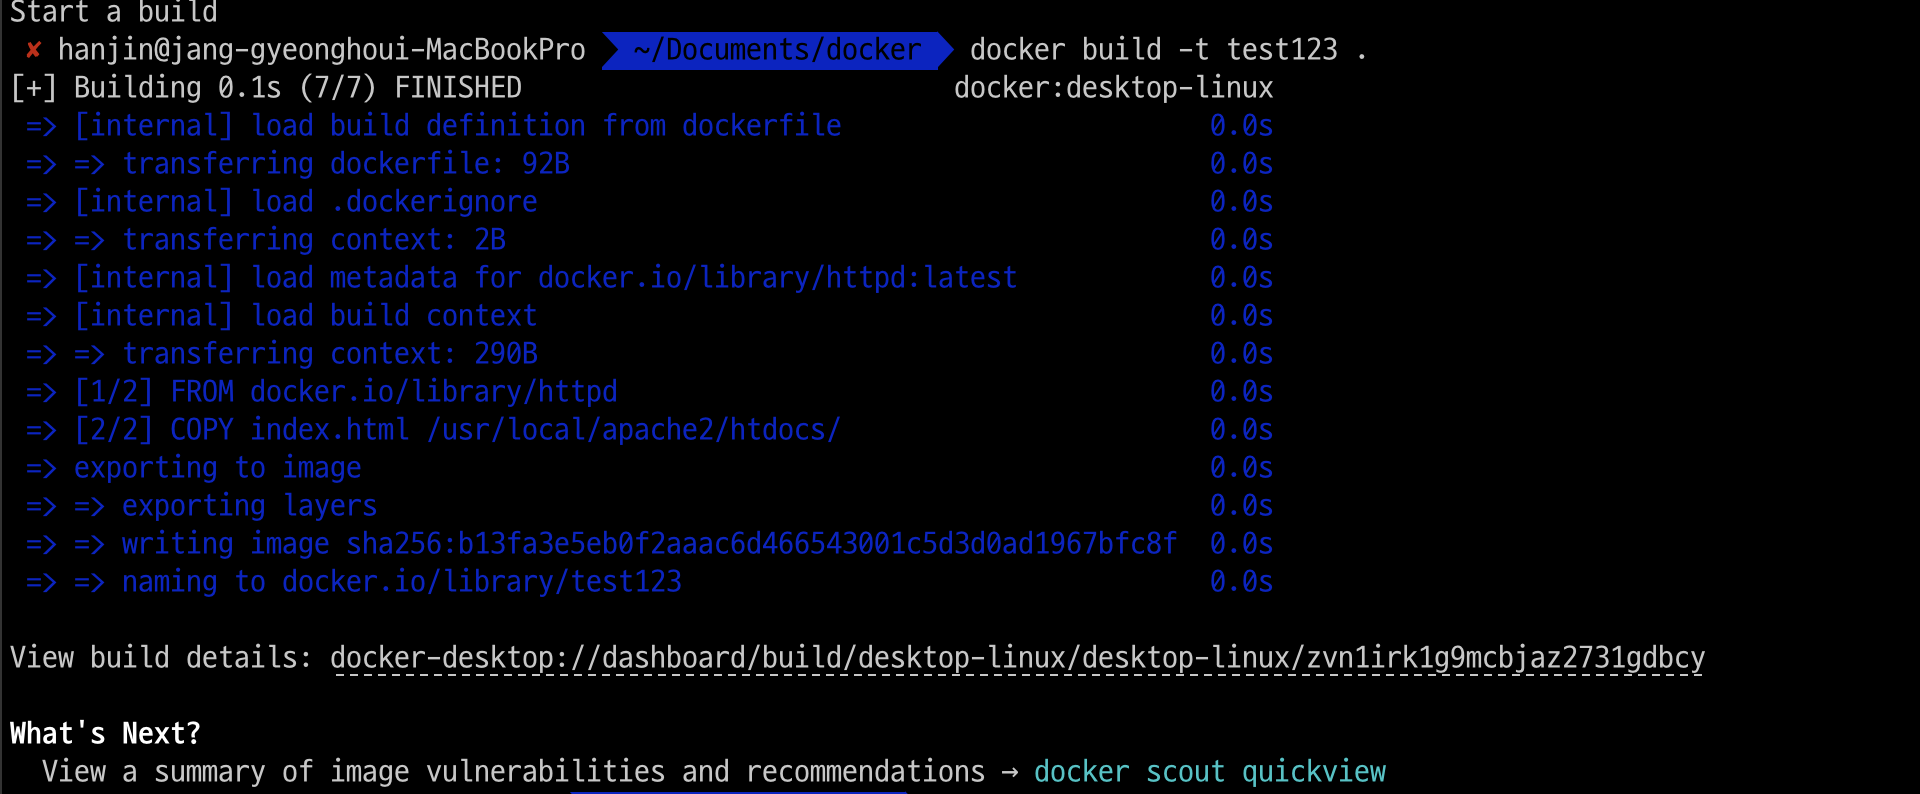 Start a build
✘ hanjin@jang-gyeonghoui-MacBookPro ~/Documents/docker docker build -t test123 .
[+] Building 0.1s (7/7) FINISHED docker:desktop-linux
=> [internal] load build definition from dockerfile 0.0s
=> => transferring dockerfile: 92B 0.0s
=> [internal] load .dockerignore 0.0s
=> => transferring context: 2B 0.0s
=> [internal] load metadata for docker.io/library/httpd:latest 0.0s
=> [internal] load build context 0.0s
=> => transferring context: 290B 0.0s
=> [1/2] FROM docker.io/library/httpd 0.0s
=> [2/2] COPY index.html /usr/local/apache2/htdocs/ 0.0s
=> exporting to image 0.0s
=> => exporting layers 0.0s
=> => writing image sha256:b13fa3e5eb0f2aaac6d466543001c5d3d0ad1967bfc8f 0.0s
=> => naming to docker.io/library/test123 0.0s
View build details: docker-desktop://dashboard/build/desktop-linux/desktop-linux/zvn1irk1g9mcbjaz2731gdbcy
What's Next?
View a summary of image vulnerabilities and recommendations → docker scout quickview